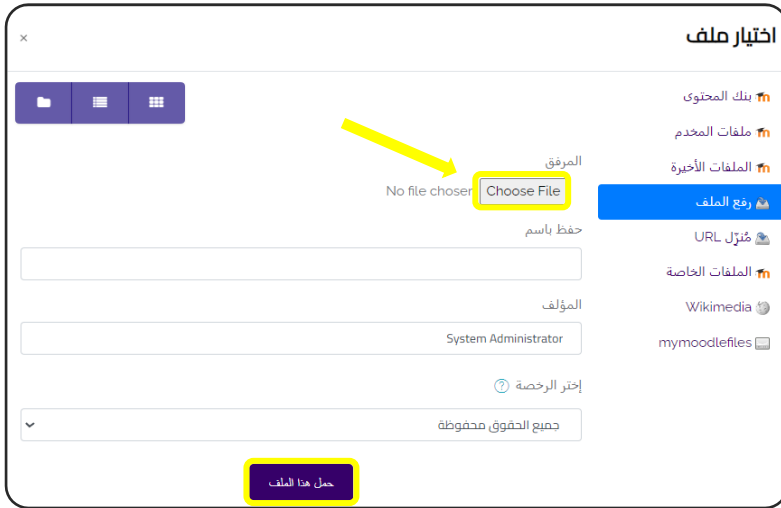 اختيار ملف
×
بنك المحتوى
ملفات المخدم
الملفات الأخيرة
رفع الملف
مُنزّل URL
الملفات الخاصة
Wikimedia
mymoodlefiles
المرفق
Choose File No file chosen
حفظ باسم
المؤلف
System Administrator
إختر الرخصة ?
جميع الحقوق محفوظة
حمل هذا الملف